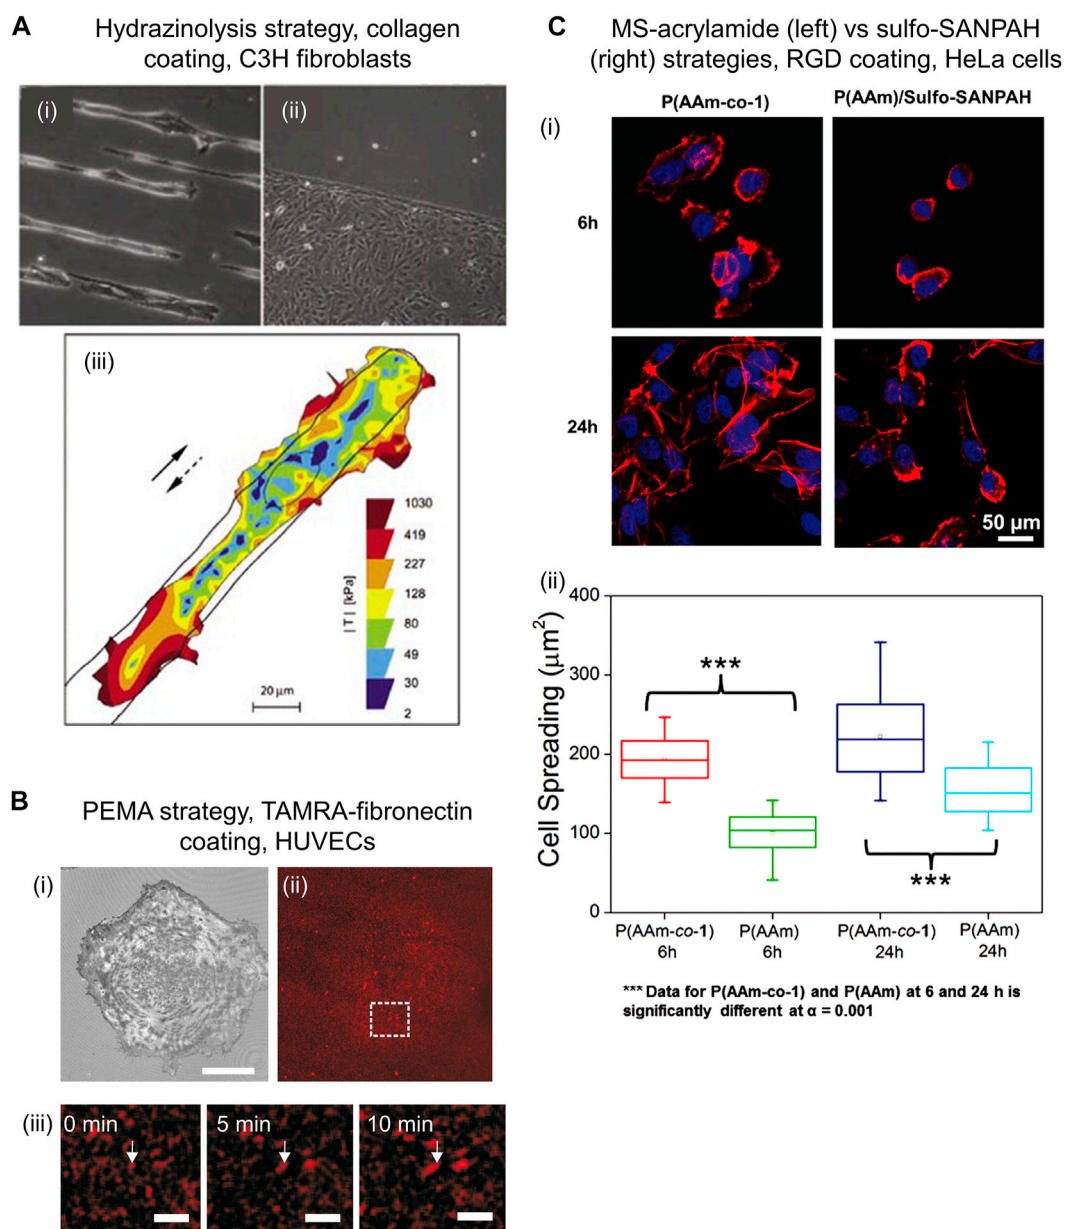 A
Hydrazinolysis strategy, collagen
coating, C3H fibroblasts
(i)
(ii)
(iii)
1030
419
227
128
80
49
30
2
| T | [kPa]
20 μm
B
PEMA strategy, TAMRA-fibronectin
coating, HUVECs
(i)
(ii)
(iii)
0 min
5 min
10 min
C
MS-acrylamide (left) vs sulfo-SANPAH
(right) strategies, RGD coating, HeLa cells
P(AAm-co-1)
P(AAm)/Sulfo-SANPAH
(i)
6h
24h
50 μm
(ii)
Cell Spreading (μm²)
400
300
200
100
0
***
***
P(AAm-co-1)
6h
P(AAm)
6h
P(AAm-co-1)
24h
P(AAm)
24h
*** Data for P(AAm-co-1) and P(AAm) at 6 and 24 h is
significantly different at α = 0.001